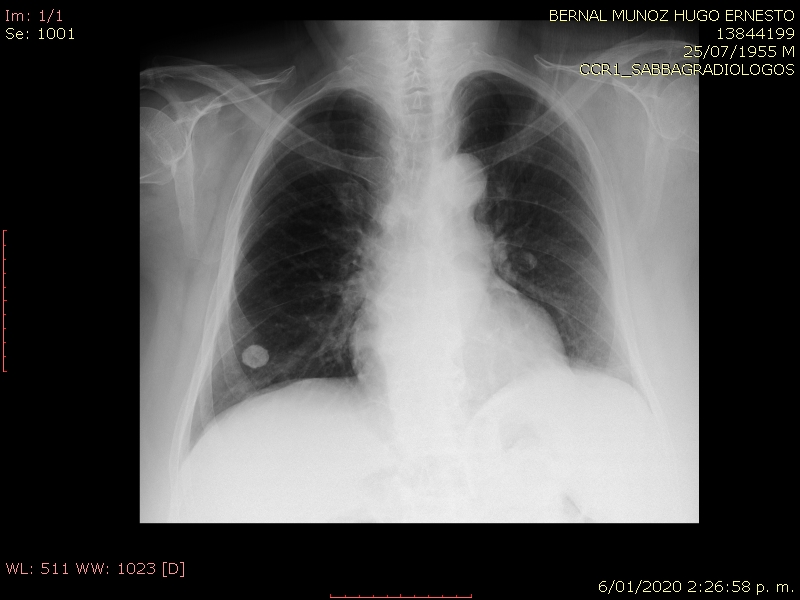 Im: 1/1
Se: 1001
BERNAL MUNOZ HUGO ERNESTO
13844199
25/07/1955 M
CCR1_SABBAGRADIOLOGOS
WL: 511 WW: 1023 [D]
6/01/2020 2:26:58 p. m.